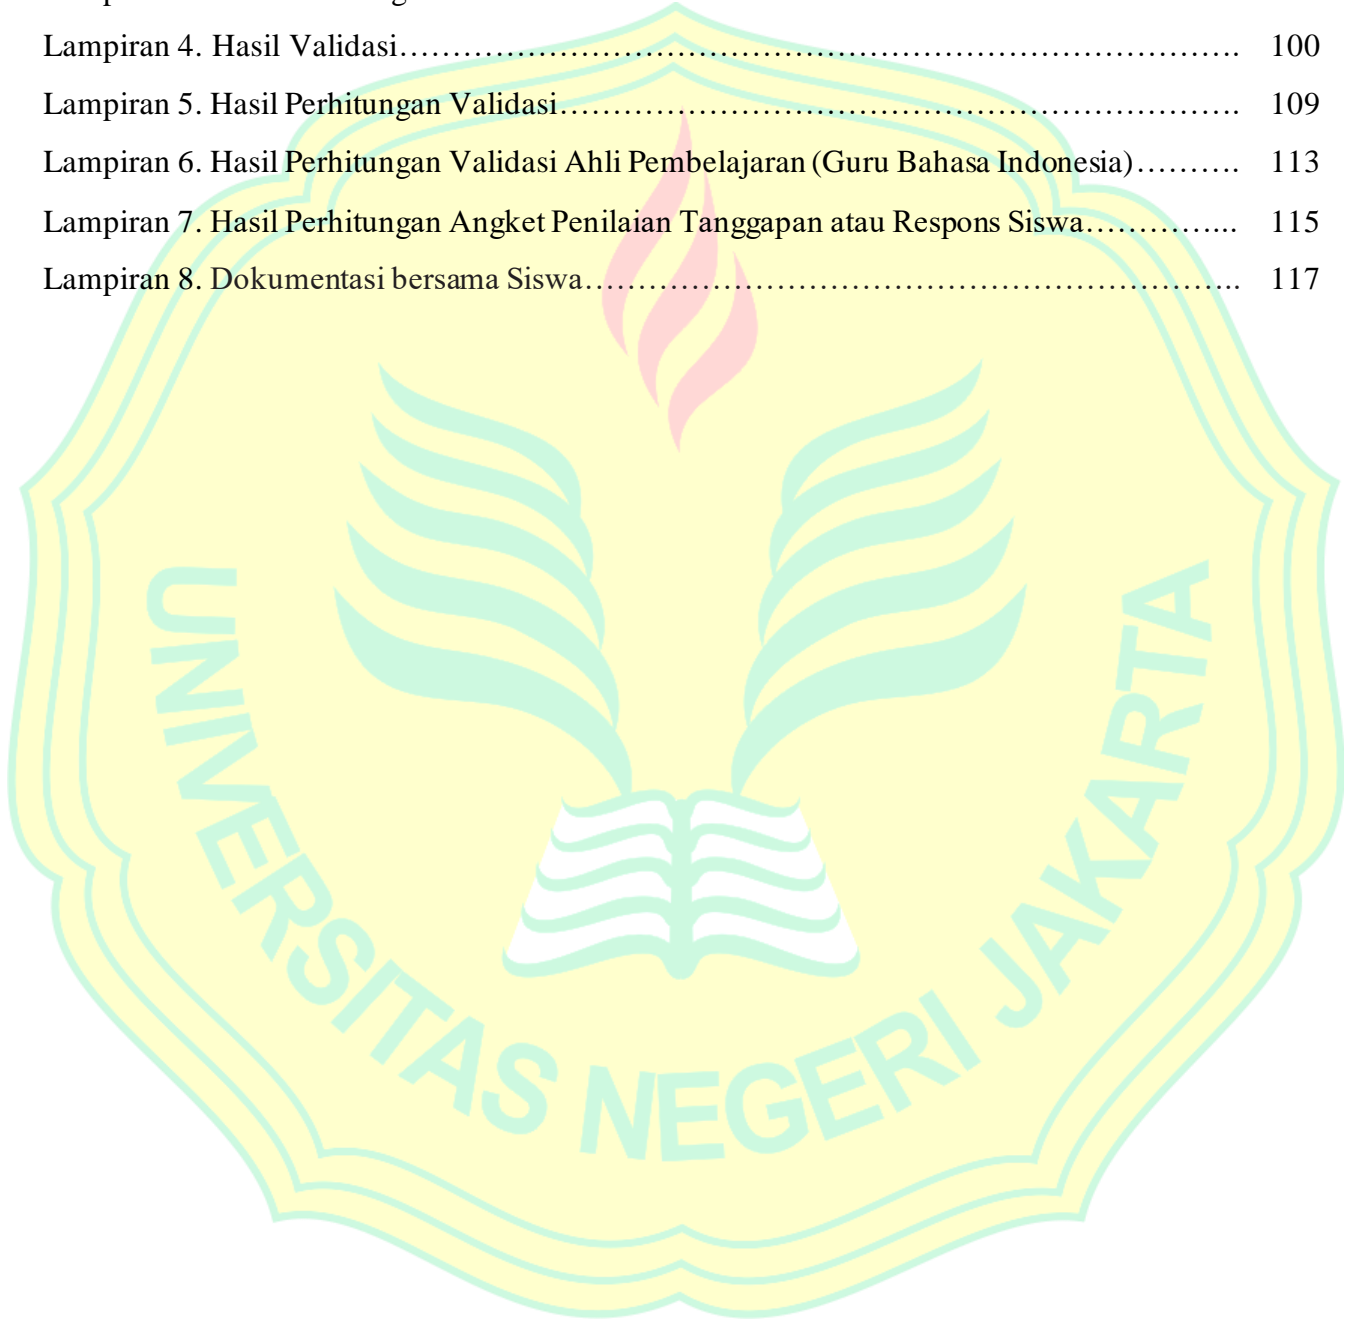 Lampiran 4. Hasil Validasi……………………………………………………………………. 100
Lampiran 5. Hasil Perhitungan Validasi………………………………………………………. 109
Lampiran 6. Hasil Perhitungan Validasi Ahli Pembelajaran (Guru Bahasa Indonesia)………. 113
Lampiran 7. Hasil Perhitungan Angket Penilaian Tanggapan atau Respons Siswa…………... 115
Lampiran 8. Dokumentasi bersama Siswa…………………………………………………….. 117
UNIVERSITAS NEGERI JAKARTA